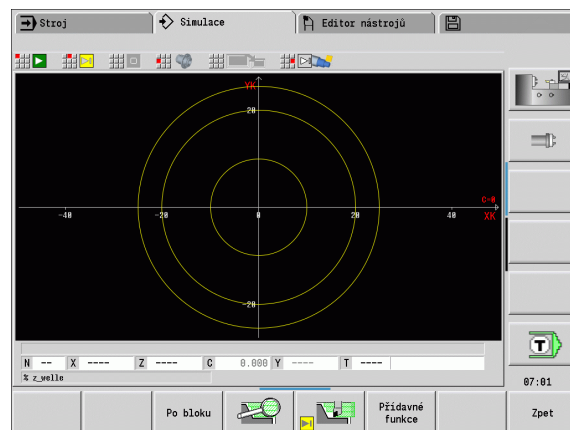 Stroj
Simulace
Editor nástrojů
YK
20
C-0
-40
-20
0
20
40
XK
-20
N -- X ---- Z ---- C 0.000 Y ---- T ----
% z_welle
T
07:01
Po bloku
Přídavné
funkce
Zpet